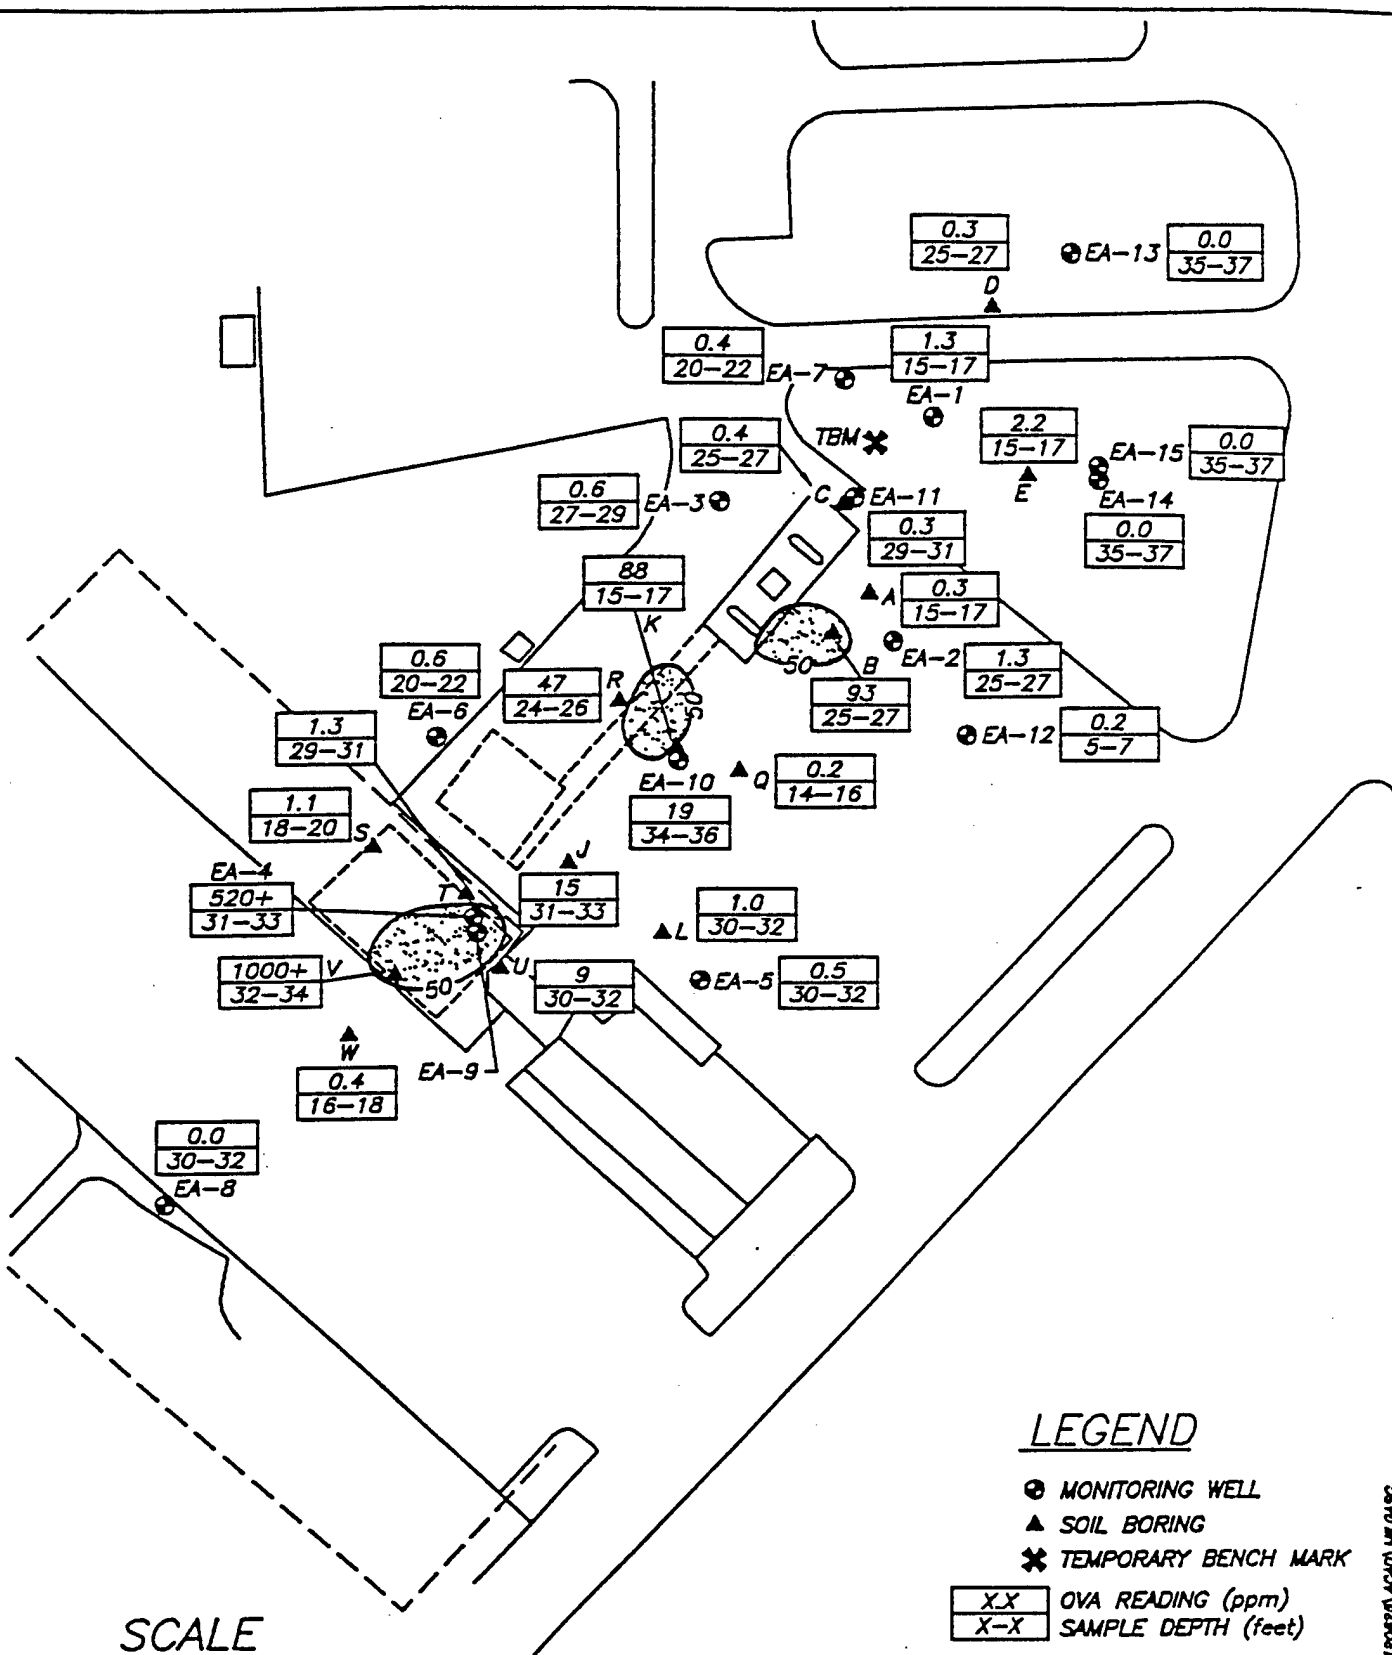 0.3
25-27
EA-13
0.0
35-37
D
0.4
20-22
EA-7
1.3
15-17
EA-1
TBM
2.2
15-17
E
EA-15
0.0
35-37
EA-14
0.0
35-37
0.4
25-27
C
EA-11
0.3
29-31
0.6
27-29
EA-3
88
15-17
K
A
0.3
15-17
EA-2
1.3
25-27
50
B
93
25-27
0.6
20-22
EA-6
47
24-26
R
50
EA-12
0.2
5-7
1.3
29-31
EA-10
19
34-36
Q
0.2
14-16
1.1
18-20
S
J
15
31-33
EA-4
520+
31-33
T
L
1.0
30-32
1000+
32-34
V
50
U
9
30-32
EA-5
0.5
30-32
W
0.4
16-18
EA-9
0.0
30-32
EA-8
LEGEND
MONITORING WELL
SOIL BORING
TEMPORARY BENCH MARK
X.X OVA READING (ppm)
X-X SAMPLE DEPTH (feet)
SCALE